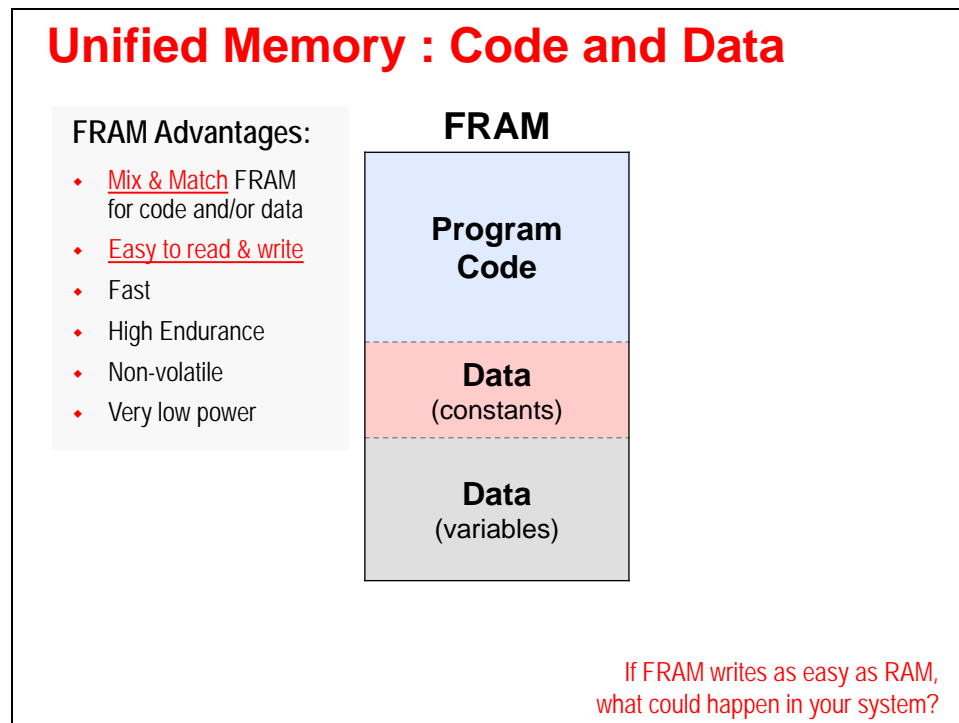 Unified Memory : Code and Data
FRAM Advantages:
Mix & Match FRAM
for code and/or data
Easy to read & write
Fast
High Endurance
Non-volatile
Very low power
FRAM
Program
Code
Data
(constants)
Data
(variables)
If FRAM writes as easy as RAM,
what could happen in your system?